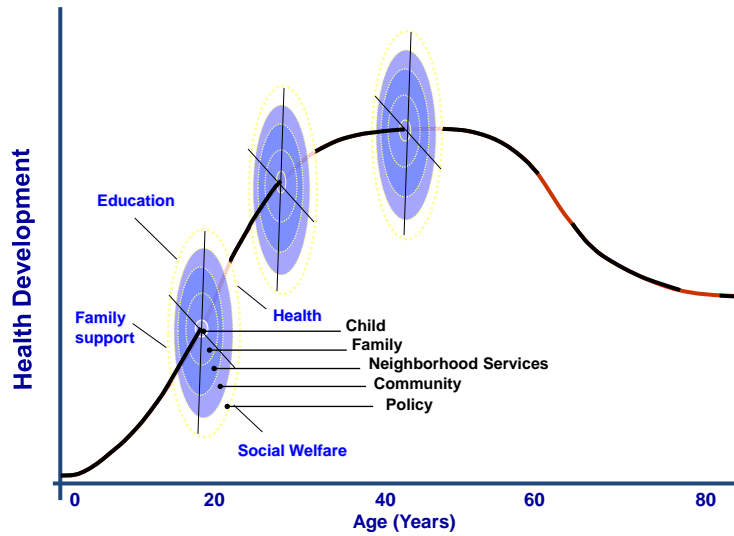 Health Development
Education
Family
support
Health
Child
Family
Neighborhood Services
Community
Policy
Social Welfare
0 20 40 60 80
Age (Years)